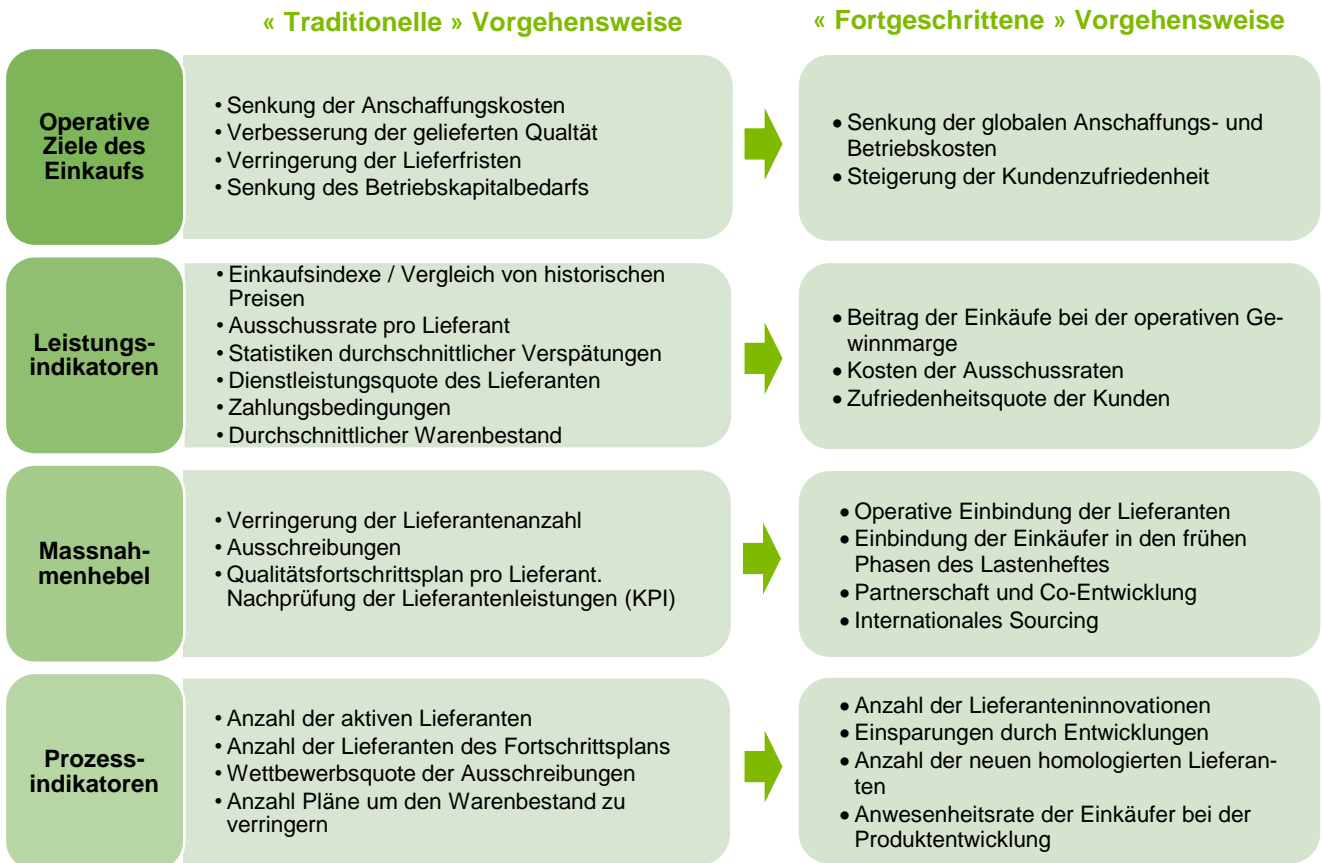 « Traditionelle » Vorgehensweise
« Fortgeschrittene » Vorgehensweise
Operative
Ziele des
Einkaufs
• Senkung der Anschaffungskosten
• Verbesserung der gelieferten Qualtät
• Verringerung der Lieferfristen
• Senkung des Betriebskapitalbedarfs
• Senkung der globalen Anschaffungs- und
Betriebskosten
• Steigerung der Kundenzufriedenheit
Leistungs-
indikatoren
• Einkaufsindexe / Vergleich von historischen
Preisen
• Ausschussrate pro Lieferant
• Statistiken durchschnittlicher Verspätungen
• Dienstleistungsquote des Lieferanten
• Zahlungsbedingungen
• Durchschnittlicher Warenbestand
• Beitrag der Einkäufe bei der operativen Ge-
winnmarge
• Kosten der Ausschussraten
• Zufriedenheitsquote der Kunden
Massnah-
menhebel
• Verringerung der Lieferantenanzahl
• Ausschreibungen
• Qualitätsfortschrittsplan pro Lieferant.
Nachprüfung der Lieferantenleistungen (KPI)
• Operative Einbindung der Lieferanten
• Einbindung der Einkäufer in den frühen
Phasen des Lastenheftes
• Partnerschaft und Co-Entwicklung
• Internationales Sourcing
Prozess-
indikatoren
• Anzahl der aktiven Lieferanten
• Anzahl der Lieferanten des Fortschrittsplans
• Wettbewerbsquote der Ausschreibungen
• Anzahl Pläne um den Warenbestand zu
verringern
• Anzahl der Lieferanteninnovationen
• Einsparungen durch Entwicklungen
• Anzahl der neuen homologierten Lieferan-
ten
• Anwesenheitsrate der Einkäufer bei der
Produktentwicklung